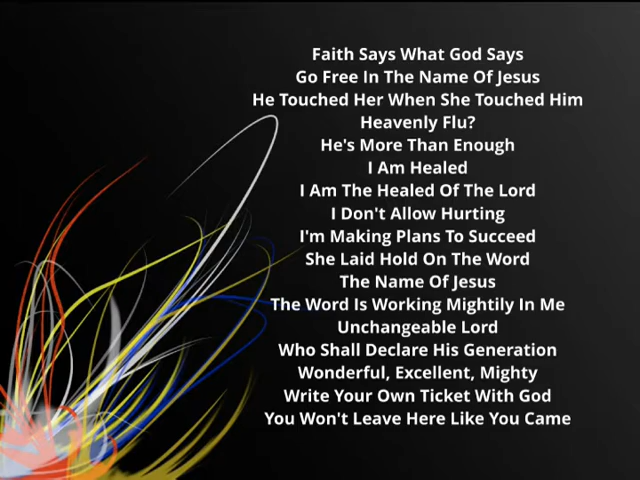 Faith Says What God Says
Go Free In The Name Of Jesus
He Touched Her When She Touched Him
Heavenly Flu?
He's More Than Enough
I Am Healed
I Am The Healed Of The Lord
I Don't Allow Hurting
I'm Making Plans To Succeed
She Laid Hold On The Word
The Name Of Jesus
The Word Is Working Mightily In Me
Unchangeable Lord
Who Shall Declare His Generation
Wonderful, Excellent, Mighty
Write Your Own Ticket With God
You Won't Leave Here Like You Came